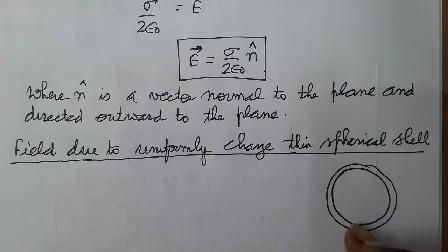 σ/2ε₀ = E
E⃗ = σ/2ε₀ n̂
Where n̂ is a vector normal to the plane and
directed outward to the plane.
Field due to uniformly charge thin spherical shell